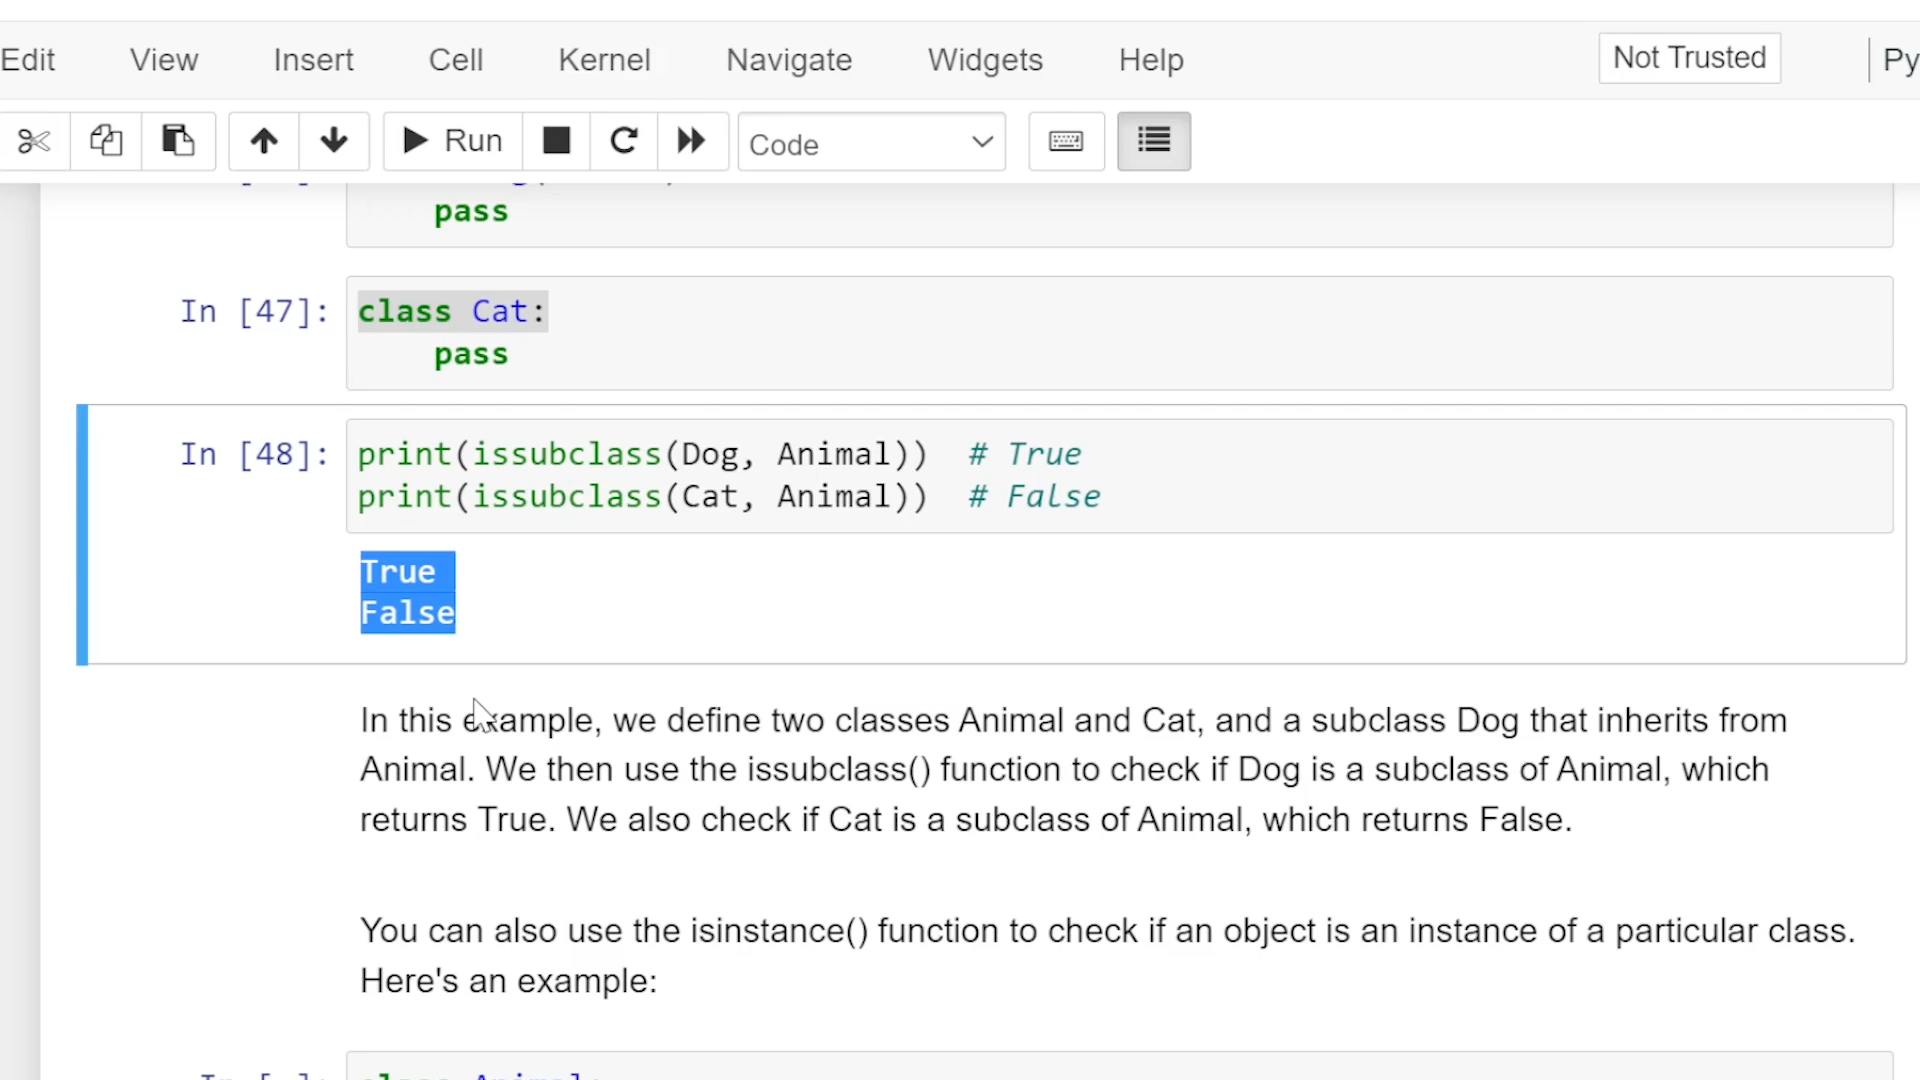 Edit View Insert Cell Kernel Navigate Widgets Help Not Trusted Py
Run Code
pass
In [47]: class Cat:
pass
In [48]: print(issubclass(Dog, Animal)) # True
print(issubclass(Cat, Animal)) # False
True
False
In this example, we define two classes Animal and Cat, and a subclass Dog that inherits from
Animal. We then use the issubclass() function to check if Dog is a subclass of Animal, which
returns True. We also check if Cat is a subclass of Animal, which returns False.
You can also use the isinstance() function to check if an object is an instance of a particular class.
Here's an example:
class Animal: